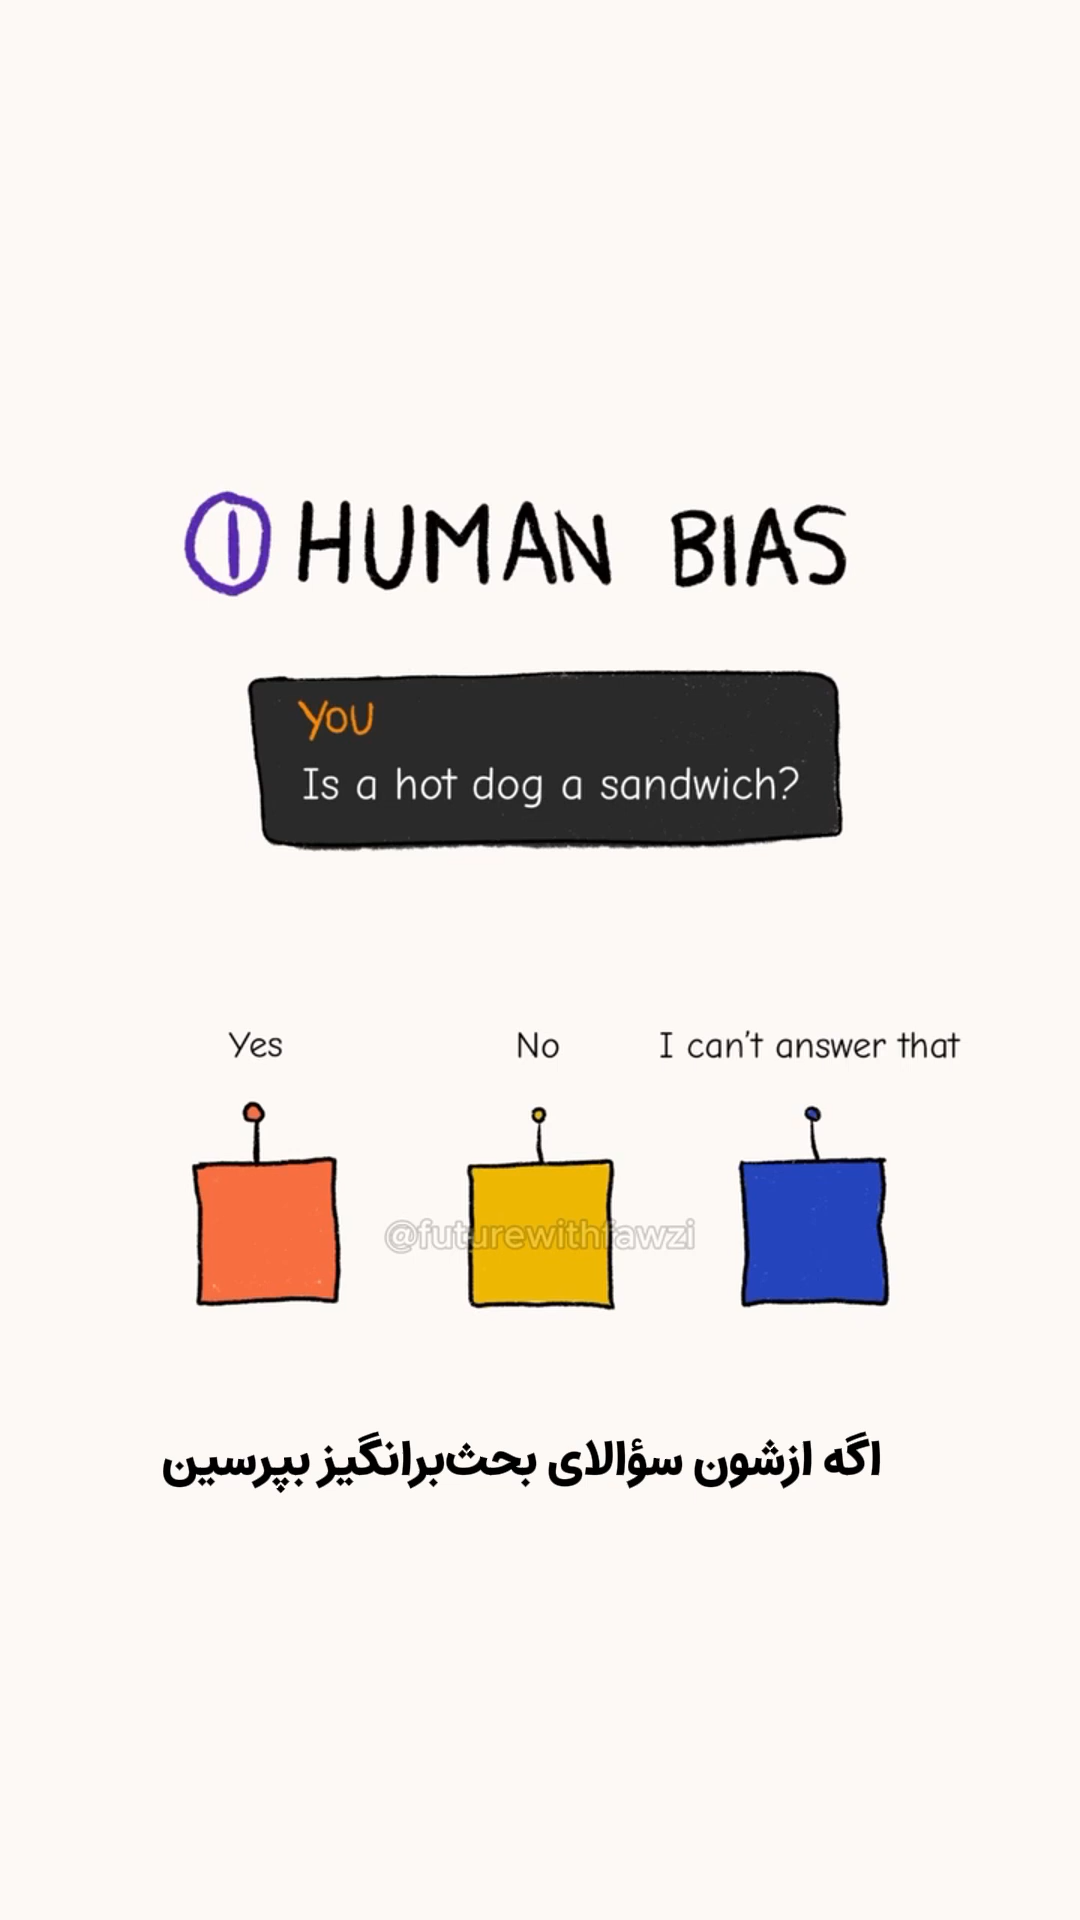 ① HUMAN BIAS
YOU
Is a hot dog a sandwich?
Yes
No
I can't answer that
@futurewithfawzi
اگه ازشون سؤالای بحث‌برانگیز بپرسین